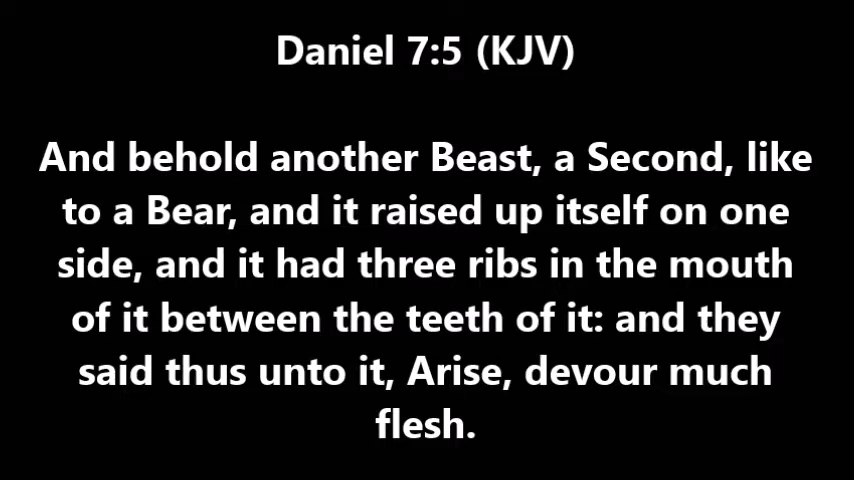 Daniel 7:5 (KJV)
And behold another Beast, a Second, like
to a Bear, and it raised up itself on one
side, and it had three ribs in the mouth
of it between the teeth of it: and they
said thus unto it, Arise, devour much
flesh.